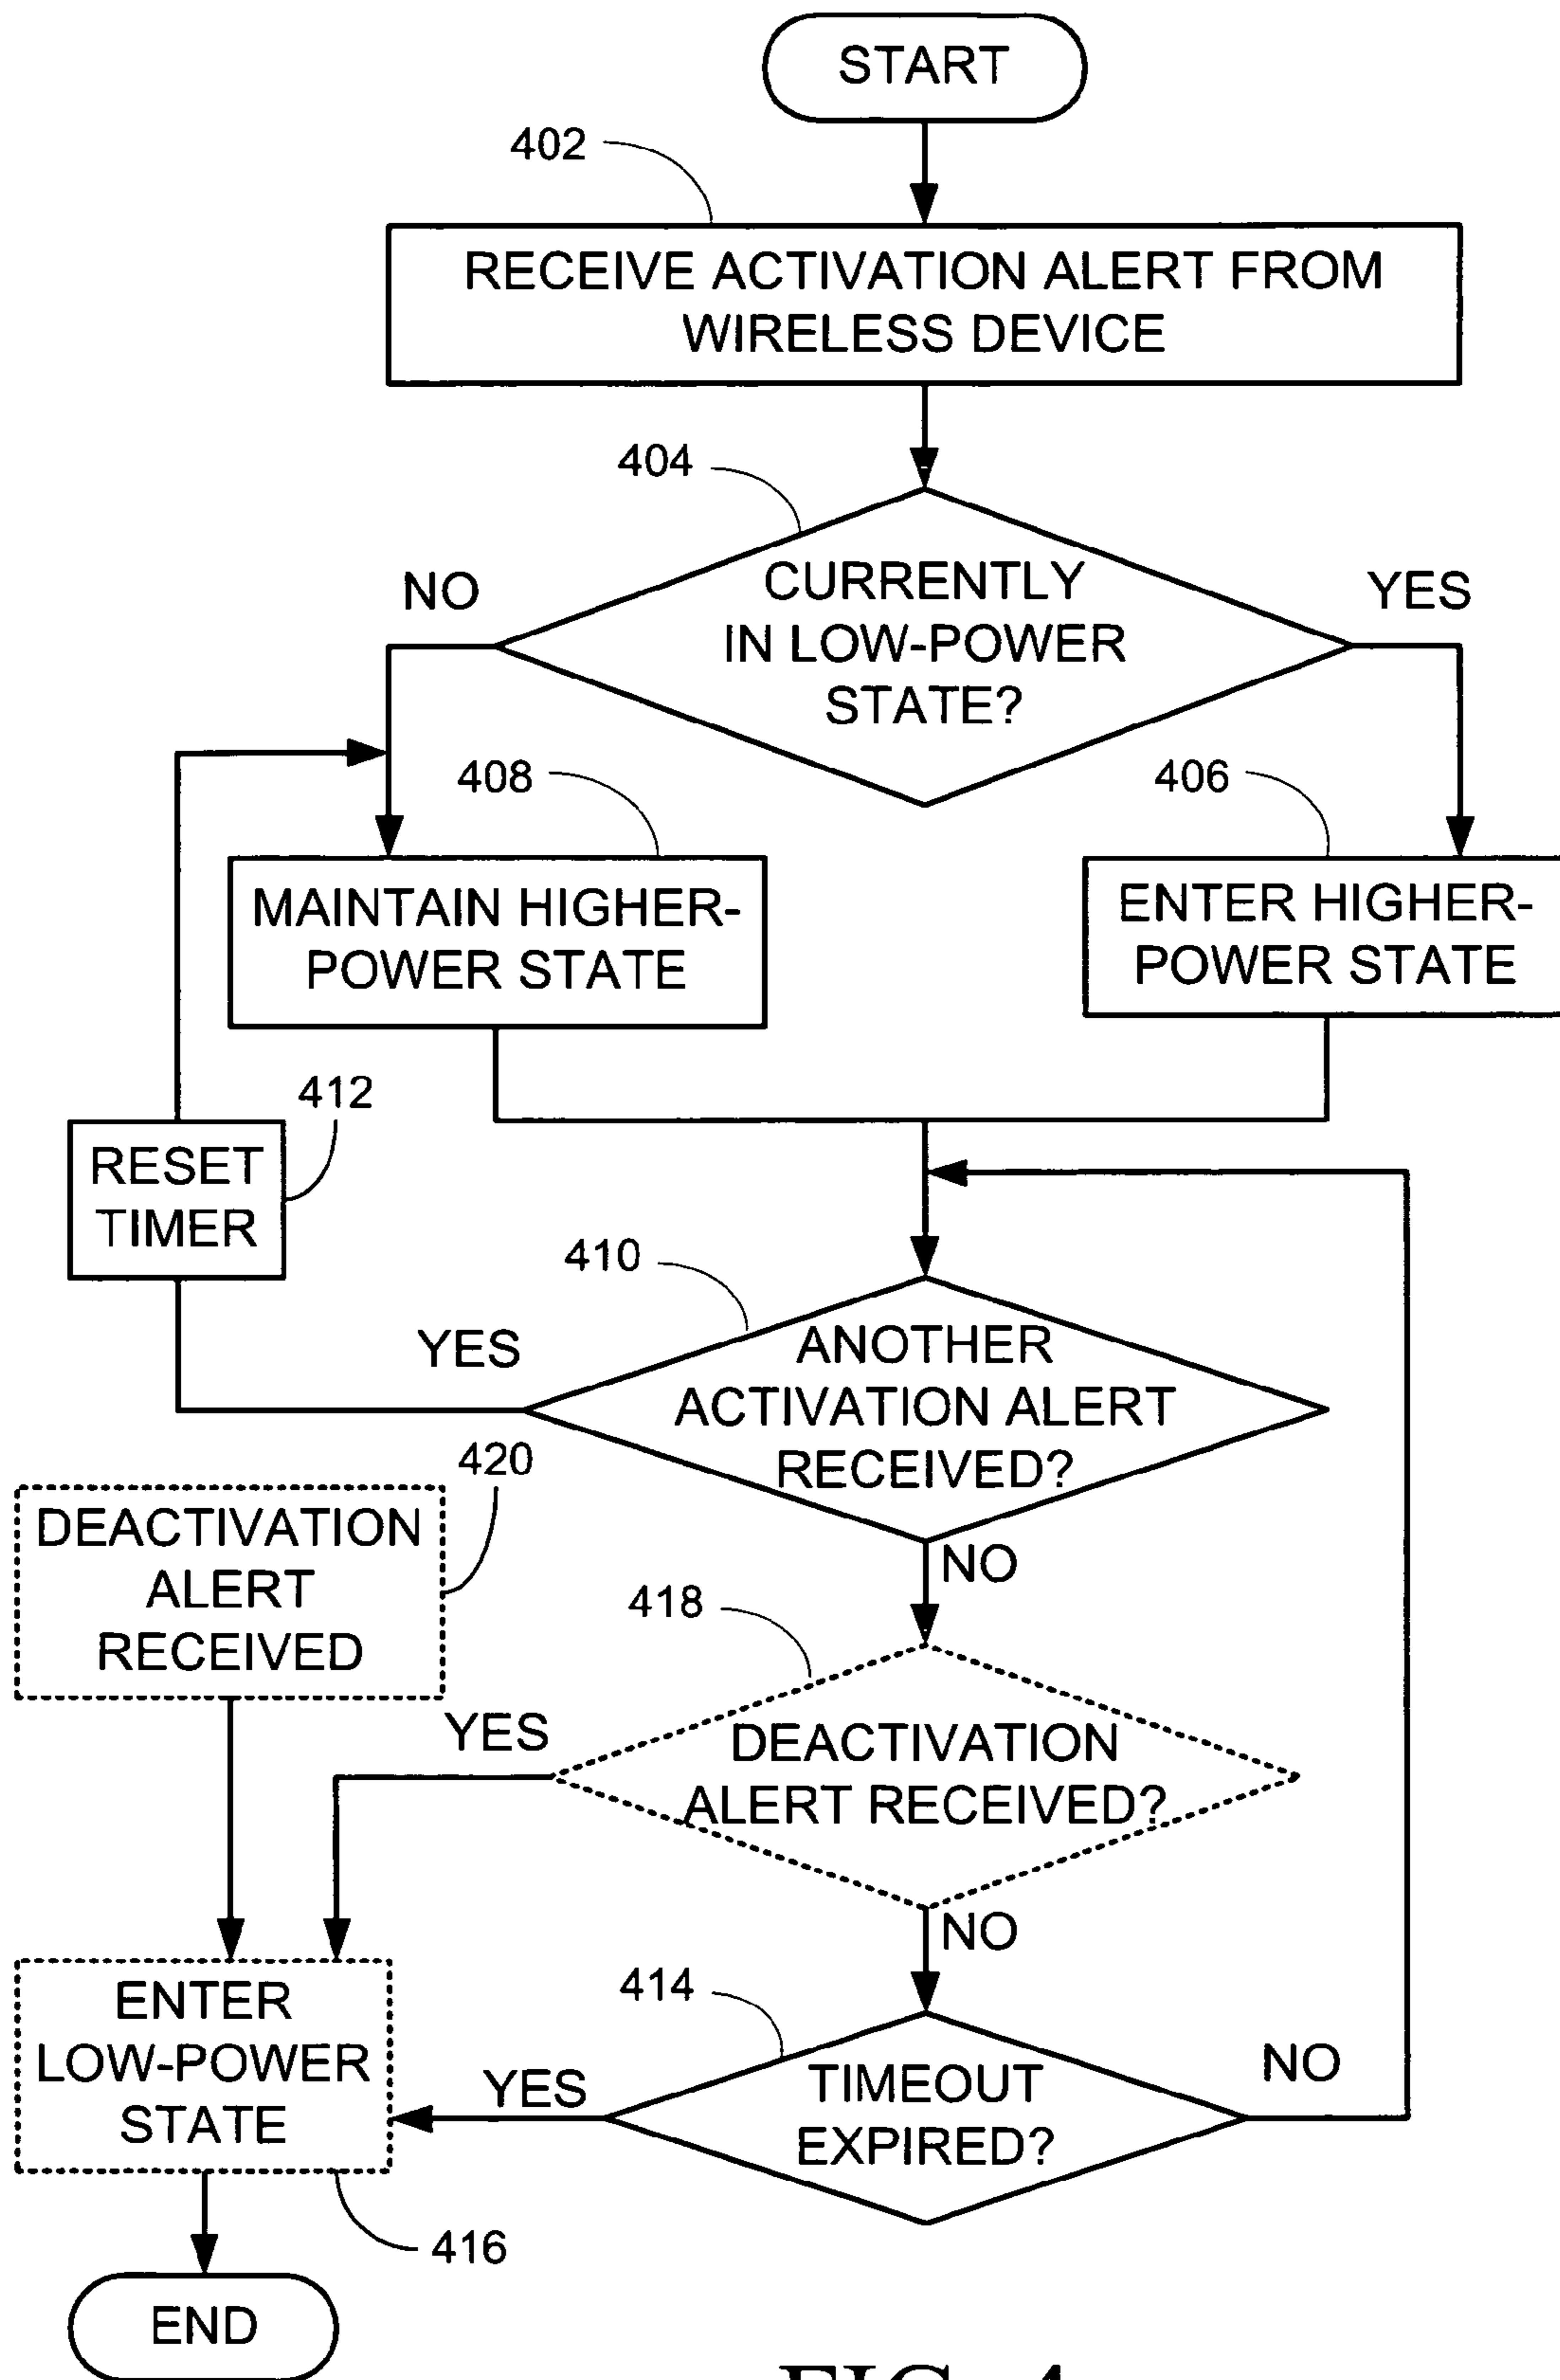 START
402
RECEIVE ACTIVATION ALERT FROM
WIRELESS DEVICE
404
NO
CURRENTLY
IN LOW-POWER
STATE?
YES
408
406
MAINTAIN HIGHER-
POWER STATE
ENTER HIGHER-
POWER STATE
412
RESET
TIMER
410
YES
ANOTHER
ACTIVATION ALERT
RECEIVED?
420
DEACTIVATION
ALERT
RECEIVED
NO
418
YES
DEACTIVATION
ALERT RECEIVED?
NO
414
ENTER
LOW-POWER
STATE
YES
TIMEOUT
EXPIRED?
NO
416
END
FIG. 4